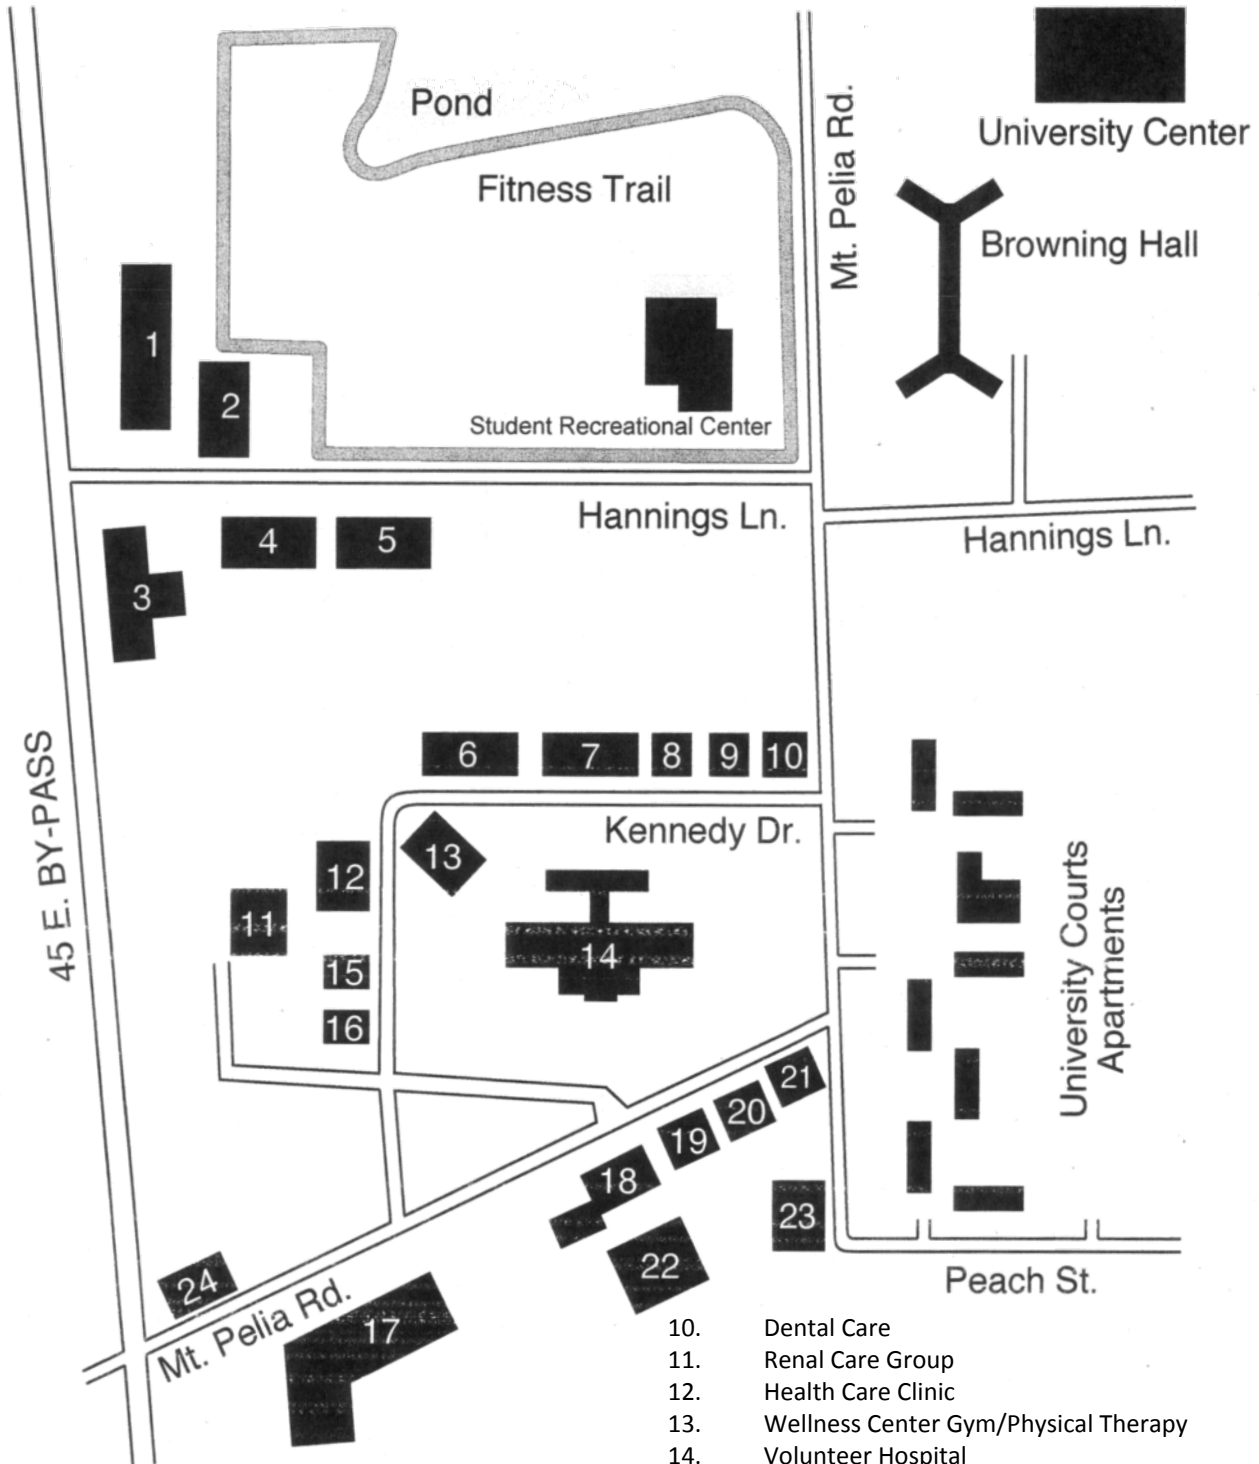 Pond
Mt. Pelia Rd.
University Center
Fitness Trail
Browning Hall
1
2
Student Recreational Center
Hannings Ln.
Hannings Ln.
4
5
3
45 E. BY-PASS
6
7
8
9
10
Kennedy Dr.
13
12
11
14
15
16
University Courts
Apartments
21
20
19
18
23
22
24
Mt. Pelia Rd.
17
Peach St.
10. Dental Care
11. Renal Care Group
12. Health Care Clinic
13. Wellness Center Gym/Physical Therapy
14. Volunteer Hospital